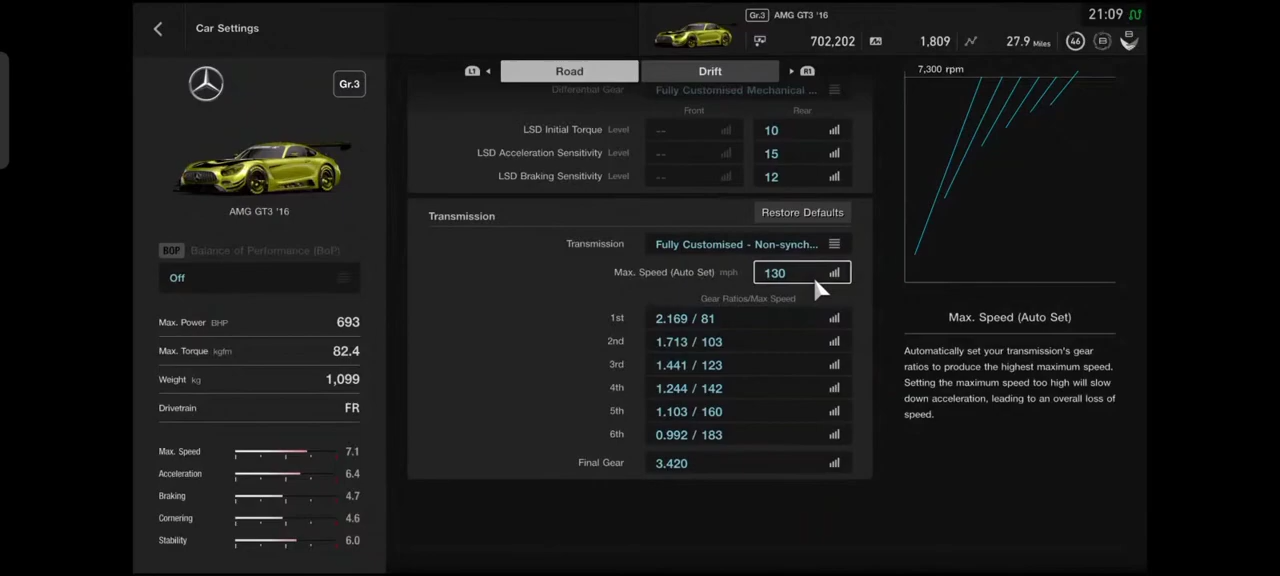 Car Settings
Gr.3 AMG GT3 '16
21:09
702,202 1,809 27.9 Miles 46 B B
Gr.3
AMG GT3 '16
BOP Balance of Performance (BoP)
Off
Max. Power BHP 693
Max. Torque kgfm 82.4
Weight kg 1,099
Drivetrain FR
Max. Speed 7.1
Acceleration 6.4
Braking 4.7
Cornering 4.6
Stability 6.0
L1 Road Drift R1
Differential Gear Fully Customised Mechanical ...
Front Rear
LSD Initial Torque Level -- 10
LSD Acceleration Sensitivity Level -- 15
LSD Braking Sensitivity Level -- 12
Transmission Restore Defaults
Transmission Fully Customised - Non-synch...
Max. Speed (Auto Set) mph 130
Gear Ratios/Max Speed
1st 2.169 / 81
2nd 1.713 / 103
3rd 1.441 / 123
4th 1.244 / 142
5th 1.103 / 160
6th 0.992 / 183
Final Gear 3.420
7,300 rpm
Max. Speed (Auto Set)
Automatically set your transmission's gear
ratios to produce the highest maximum speed.
Setting the maximum speed too high will slow
down acceleration, leading to an overall loss of
speed.